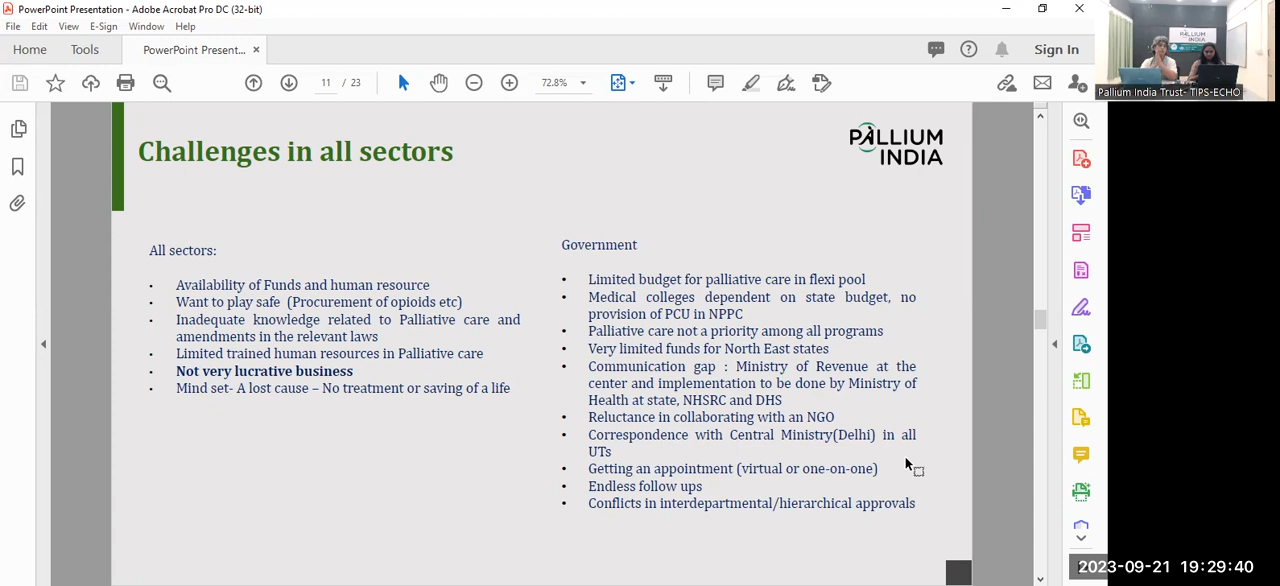 PowerPoint Presentation - Adobe Acrobat Pro DC (32-bit)
File Edit View E-Sign Window Help
Home Tools PowerPoint Present... × Sign In
11 / 23 72.8%
PALLIUM INDIA
Pallium India Trust- TIPS-ECHO
Challenges in all sectors
PALLIUM
INDIA
All sectors:
• Availability of Funds and human resource
• Want to play safe (Procurement of opioids etc)
• Inadequate knowledge related to Palliative care and
amendments in the relevant laws
• Limited trained human resources in Palliative care
• Not very lucrative business
• Mind set- A lost cause – No treatment or saving of a life
Government
• Limited budget for palliative care in flexi pool
• Medical colleges dependent on state budget, no
provision of PCU in NPPC
• Palliative care not a priority among all programs
• Very limited funds for North East states
• Communication gap : Ministry of Revenue at the
center and implementation to be done by Ministry of
Health at state, NHSRC and DHS
• Reluctance in collaborating with an NGO
• Correspondence with Central Ministry(Delhi) in all
UTs
• Getting an appointment (virtual or one-on-one)
• Endless follow ups
• Conflicts in interdepartmental/hierarchical approvals
2023-09-21 19:29:40